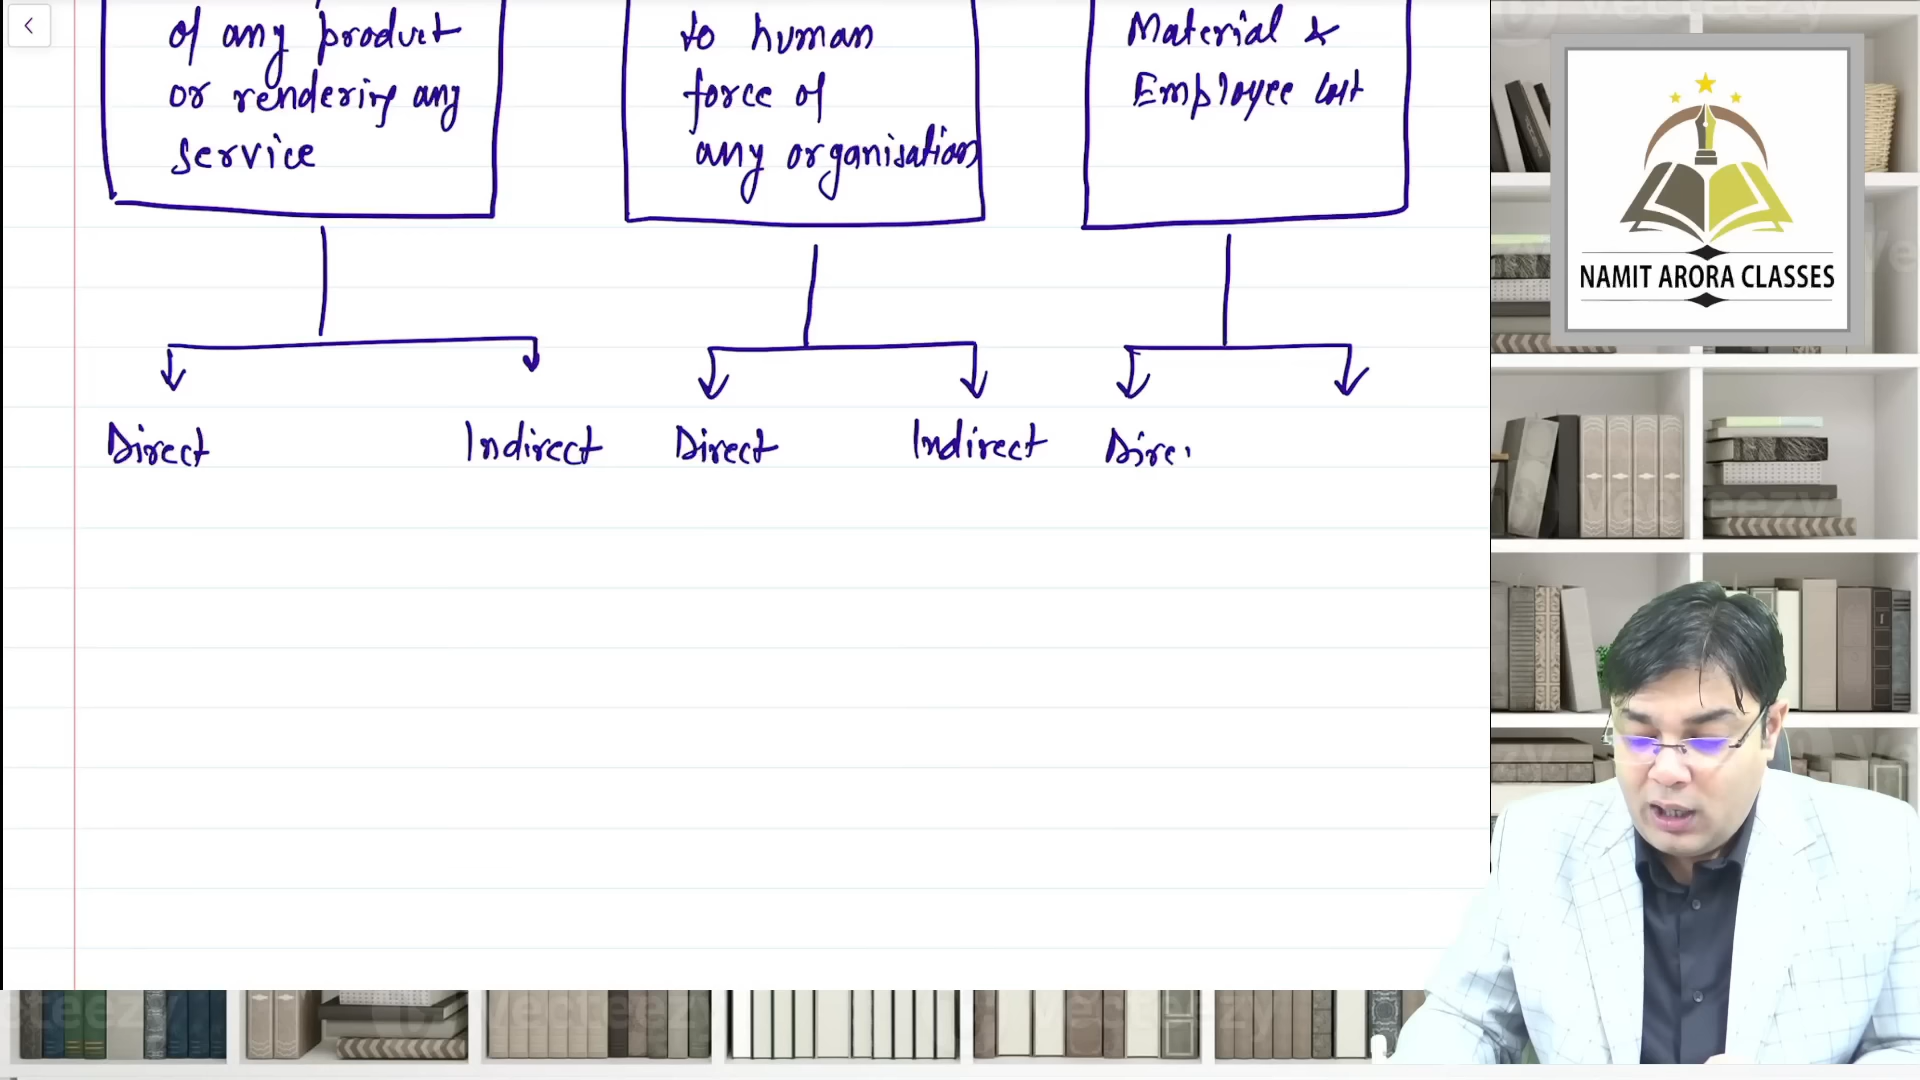 of any product
or rendering any
service
to human
force of
any organisation
Material &
Employee Cost
Direct
Indirect
Direct
Indirect
Dire
NAMIT ARORA CLASSES